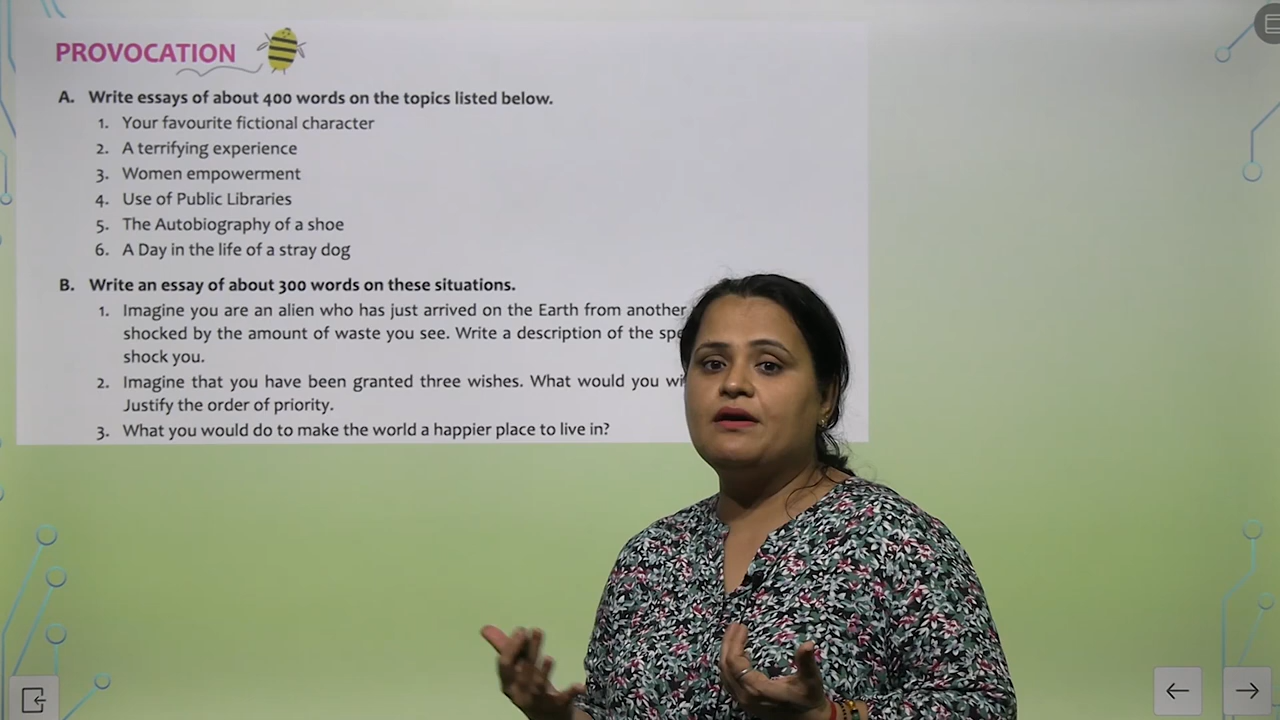 PROVOCATION
A. Write essays of about 400 words on the topics listed below.
1. Your favourite fictional character
2. A terrifying experience
3. Women empowerment
4. Use of Public Libraries
5. The Autobiography of a shoe
6. A Day in the life of a stray dog
B. Write an essay of about 300 words on these situations.
1. Imagine you are an alien who has just arrived on the Earth from another
shocked by the amount of waste you see. Write a description of the
shock you.
2. Imagine that you have been granted three wishes. What would you
Justify the order of priority.
3. What you would do to make the world a happier place to live in?